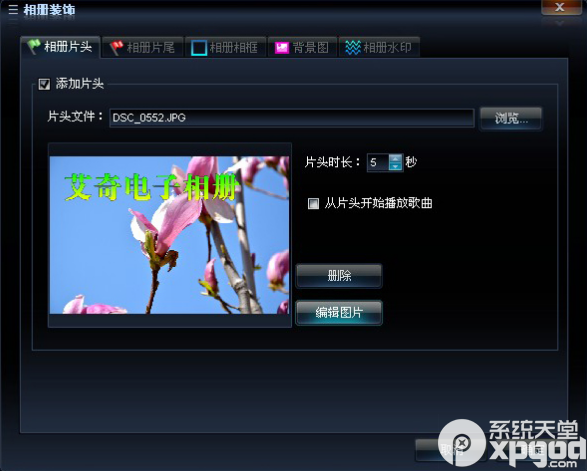 相册装饰
相册片头 相册片尾 相册相框 背景图 相册水印
添加片头
片头文件： DSC_0552.JPG 浏览...
艾奇电子相册
片头时长： 5 秒
从片头开始播放歌曲
删除
编辑图片
系统天堂
xpgod
.com